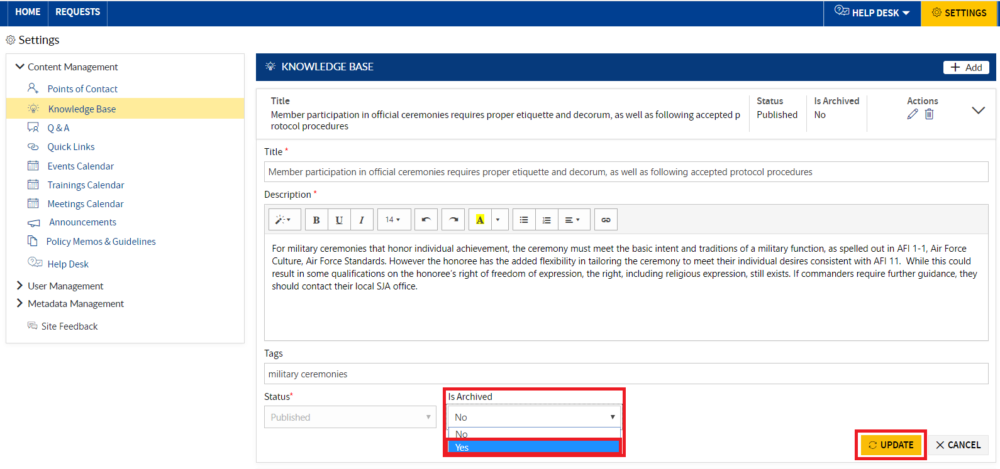 HOME REQUESTS HELP DESK SETTINGS
Settings
Content Management
Points of Contact
Knowledge Base
Q & A
Quick Links
Events Calendar
Trainings Calendar
Meetings Calendar
Announcements
Policy Memos & Guidelines
Help Desk
User Management
Metadata Management
Site Feedback
KNOWLEDGE BASE
+ Add
Title Status Is Archived Actions
Member participation in official ceremonies requires proper etiquette and decorum, as well as following accepted p Published No
rotocol procedures
Title *
Member participation in official ceremonies requires proper etiquette and decorum, as well as following accepted protocol procedures
Description *
B U I 14 A
For military ceremonies that honor individual achievement, the ceremony must meet the basic intent and traditions of a military function, as spelled out in AFI 1-1, Air Force
Culture, Air Force Standards. However the honoree has the added flexibility in tailoring the ceremony to meet their individual desires consistent with AFI 11.  While this could
result in some qualifications on the honoree's right of freedom of expression, the right, including religious expression, still exists. If commanders require further guidance, they
should contact their local SJA office.
Tags
military ceremonies
Status* Is Archived
Published No
No
Yes
UPDATE CANCEL